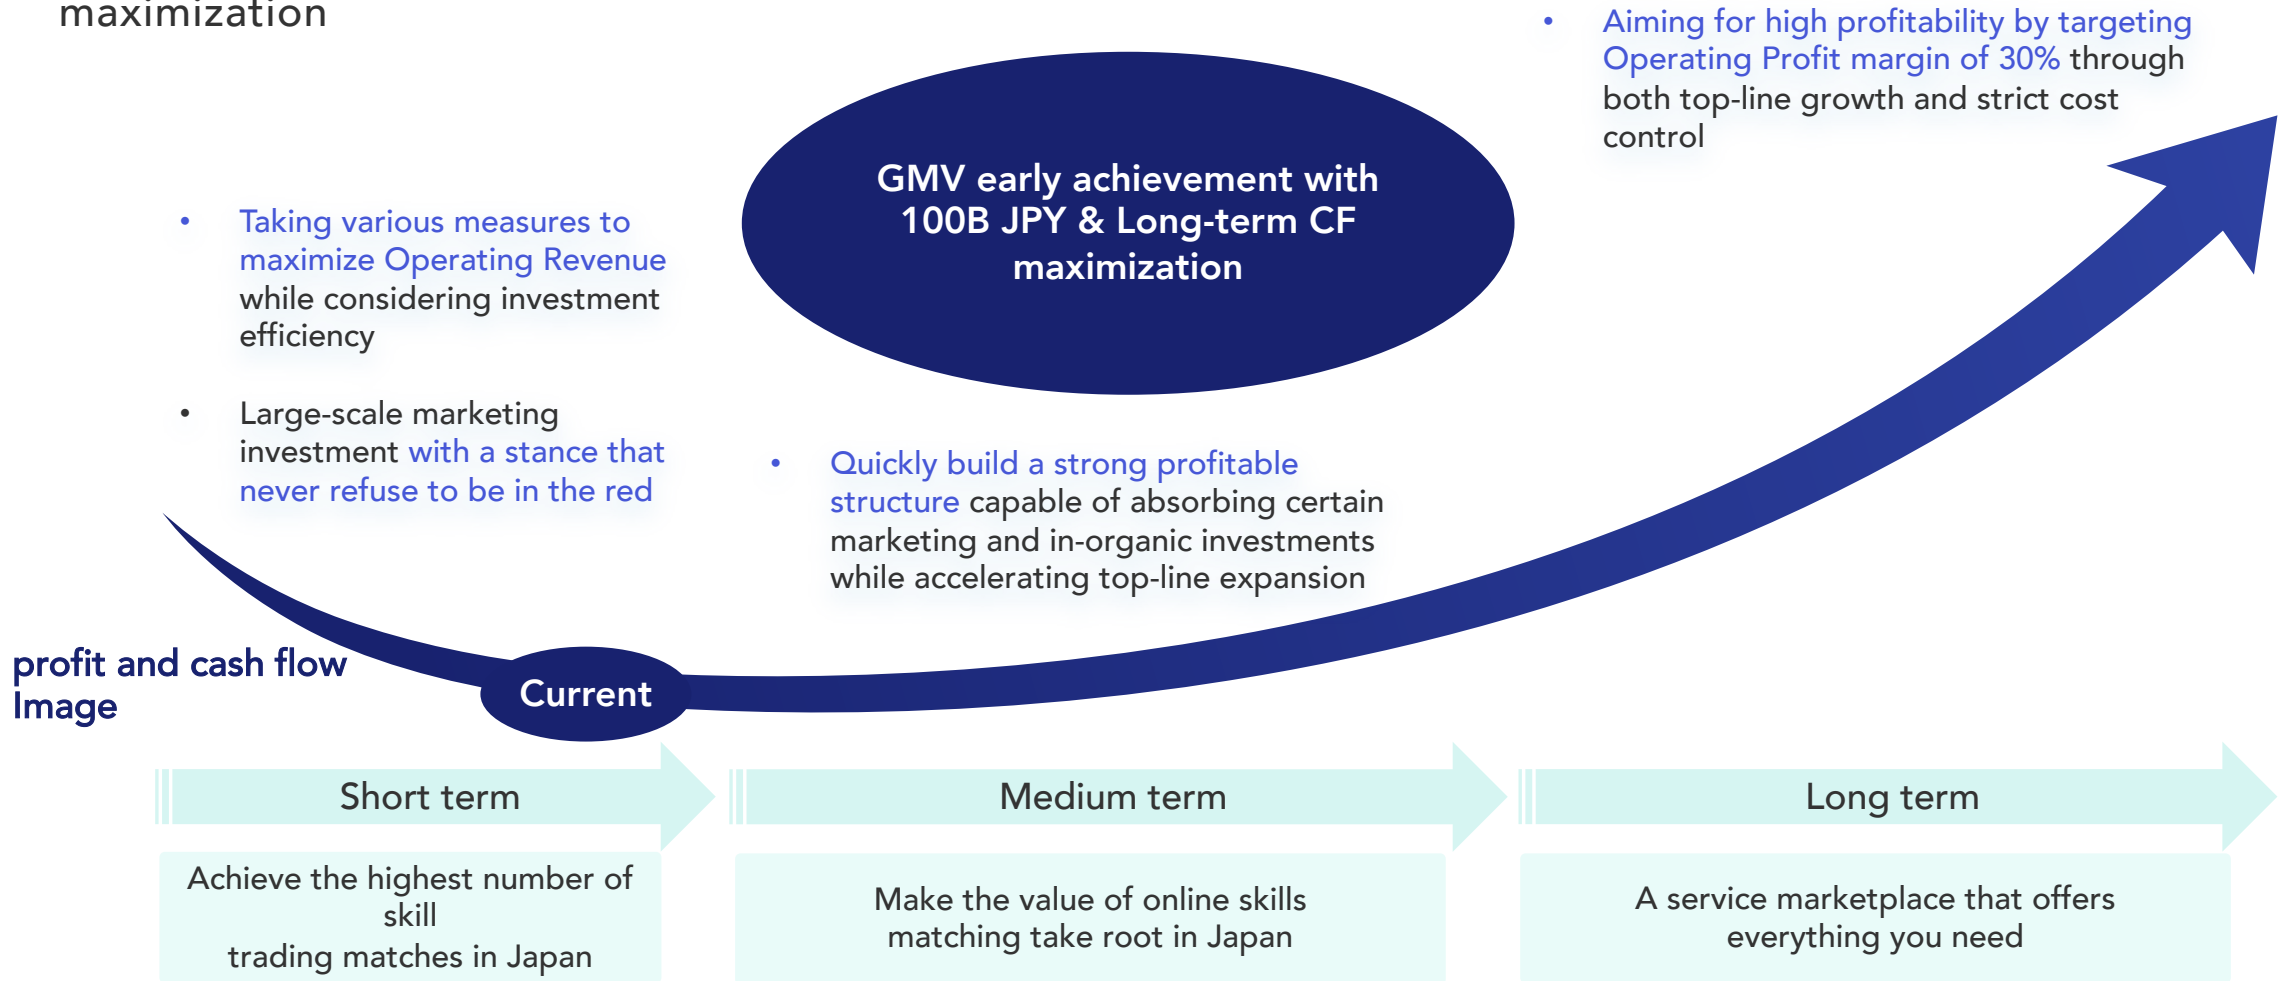 maximization
• Aiming for high profitability by targeting
Operating Profit margin of 30% through
both top-line growth and strict cost
control
GMV early achievement with
100B JPY & Long-term CF
maximization
• Taking various measures to
maximize Operating Revenue
while considering investment
efficiency
• Large-scale marketing
investment with a stance that
never refuse to be in the red
• Quickly build a strong profitable
structure capable of absorbing certain
marketing and in-organic investments
while accelerating top-line expansion
profit and cash flow
Image
Current
Short term
Medium term
Long term
Achieve the highest number of
skill
trading matches in Japan
Make the value of online skills
matching take root in Japan
A service marketplace that offers
everything you need